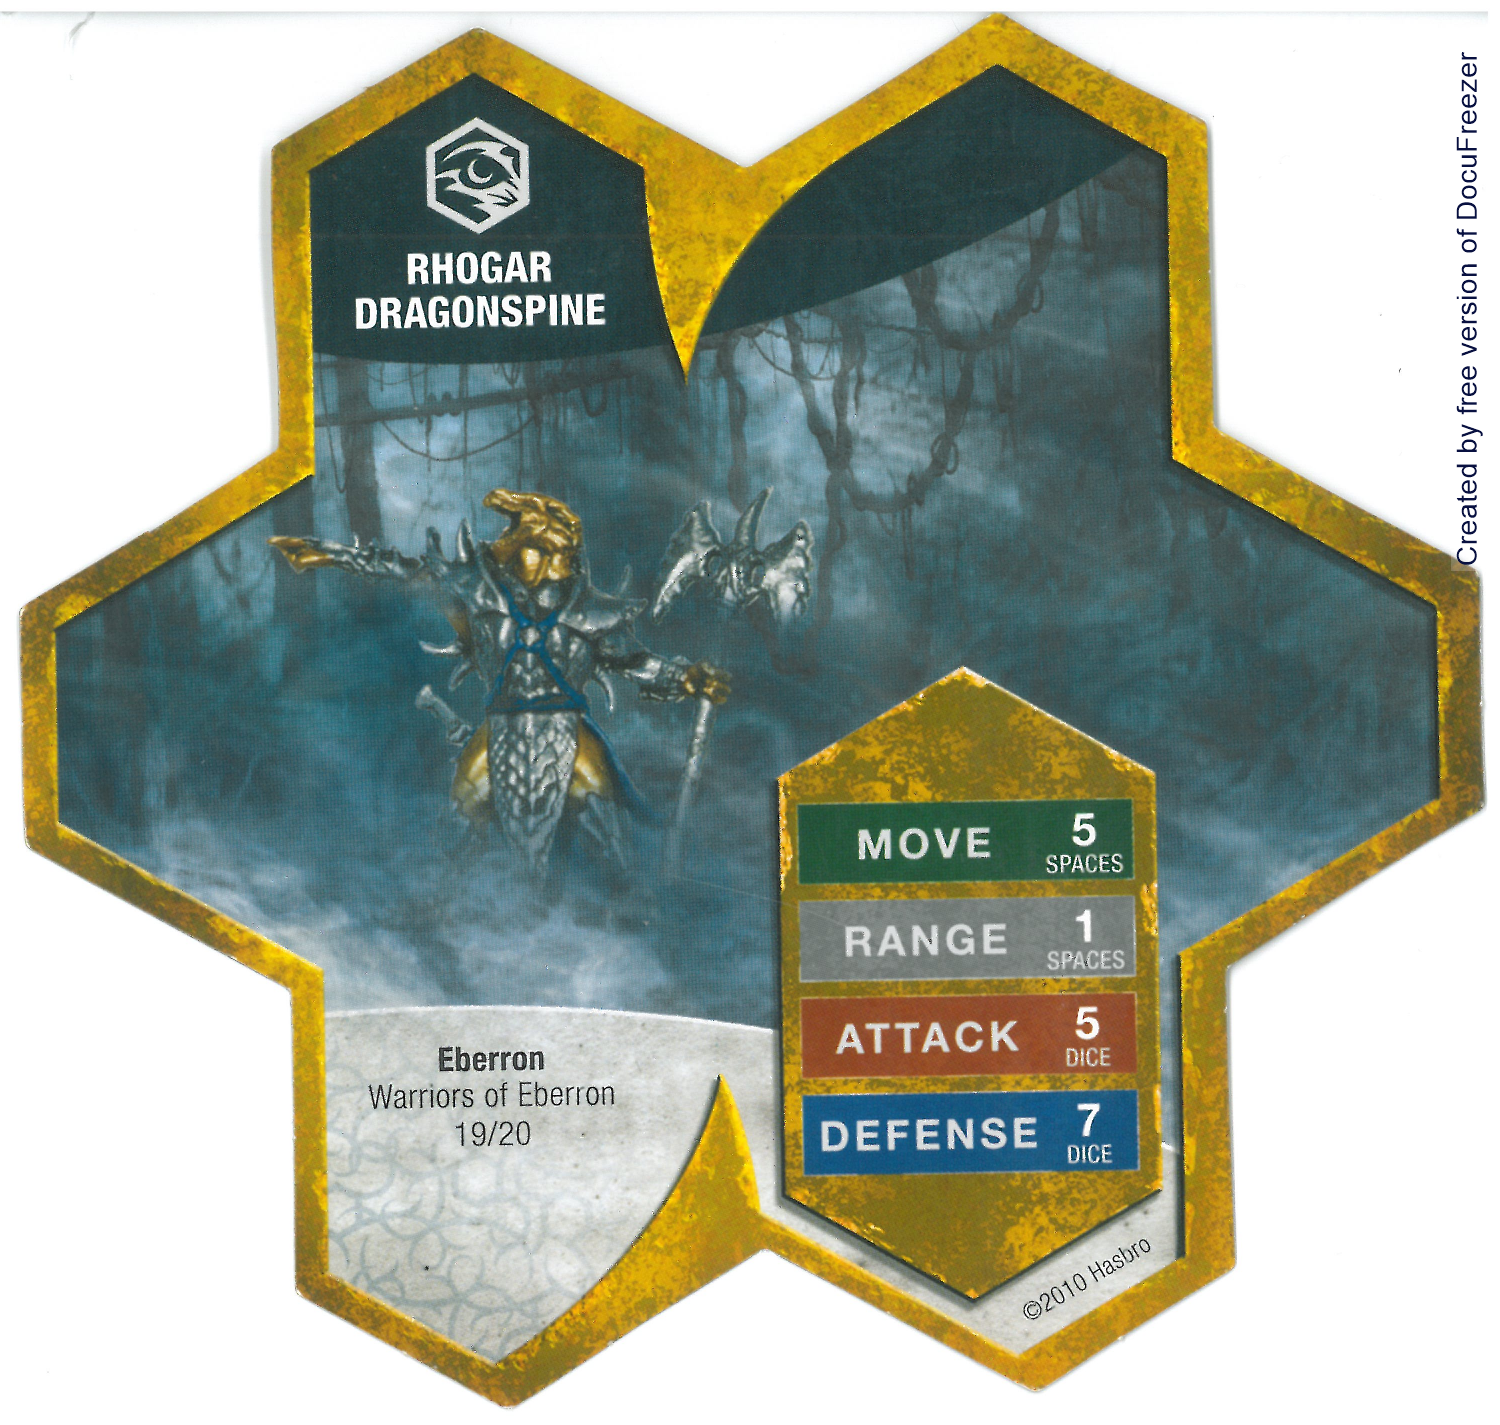 RHOGAR
DRAGONSPINE
MOVE 5
SPACES
RANGE 1
SPACES
ATTACK 5
DICE
DEFENSE 7
DICE
Eberron
Warriors of Eberron
19/20
©2010 Hasbro
Created by free version of DocuFreezer